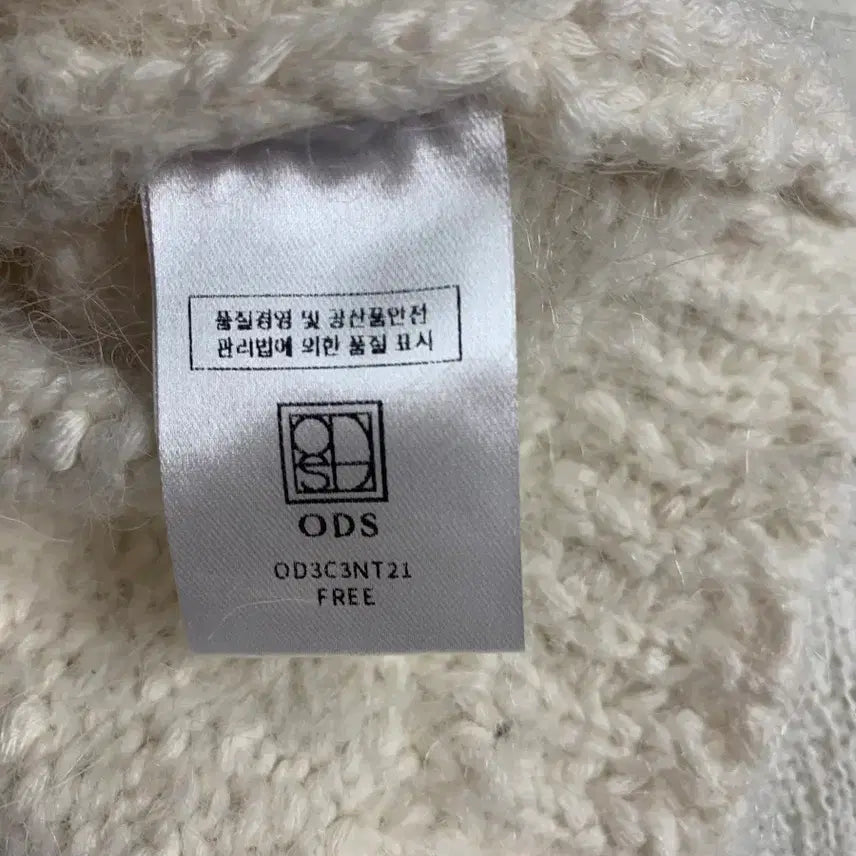 품질경영 및 공산품안전
관리법에 의한 품질 표시
ODS
ODS
OD3C3NT21
FREE